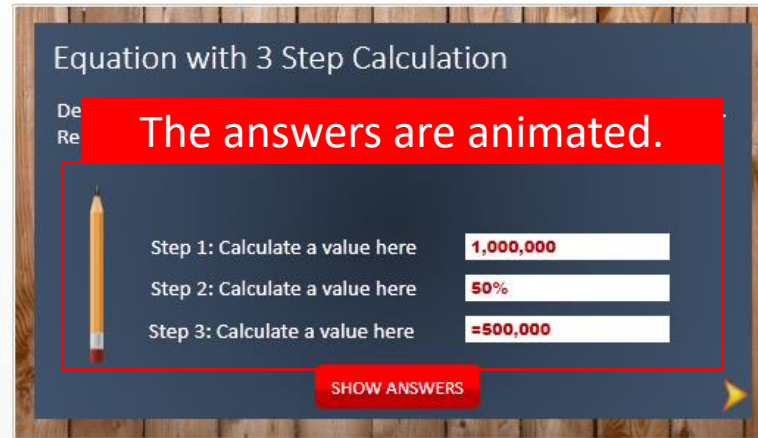 Equation with 3 Step Calculation
The answers are animated.
Step 1: Calculate a value here 1,000,000
Step 2: Calculate a value here 50%
Step 3: Calculate a value here =500,000
SHOW ANSWERS